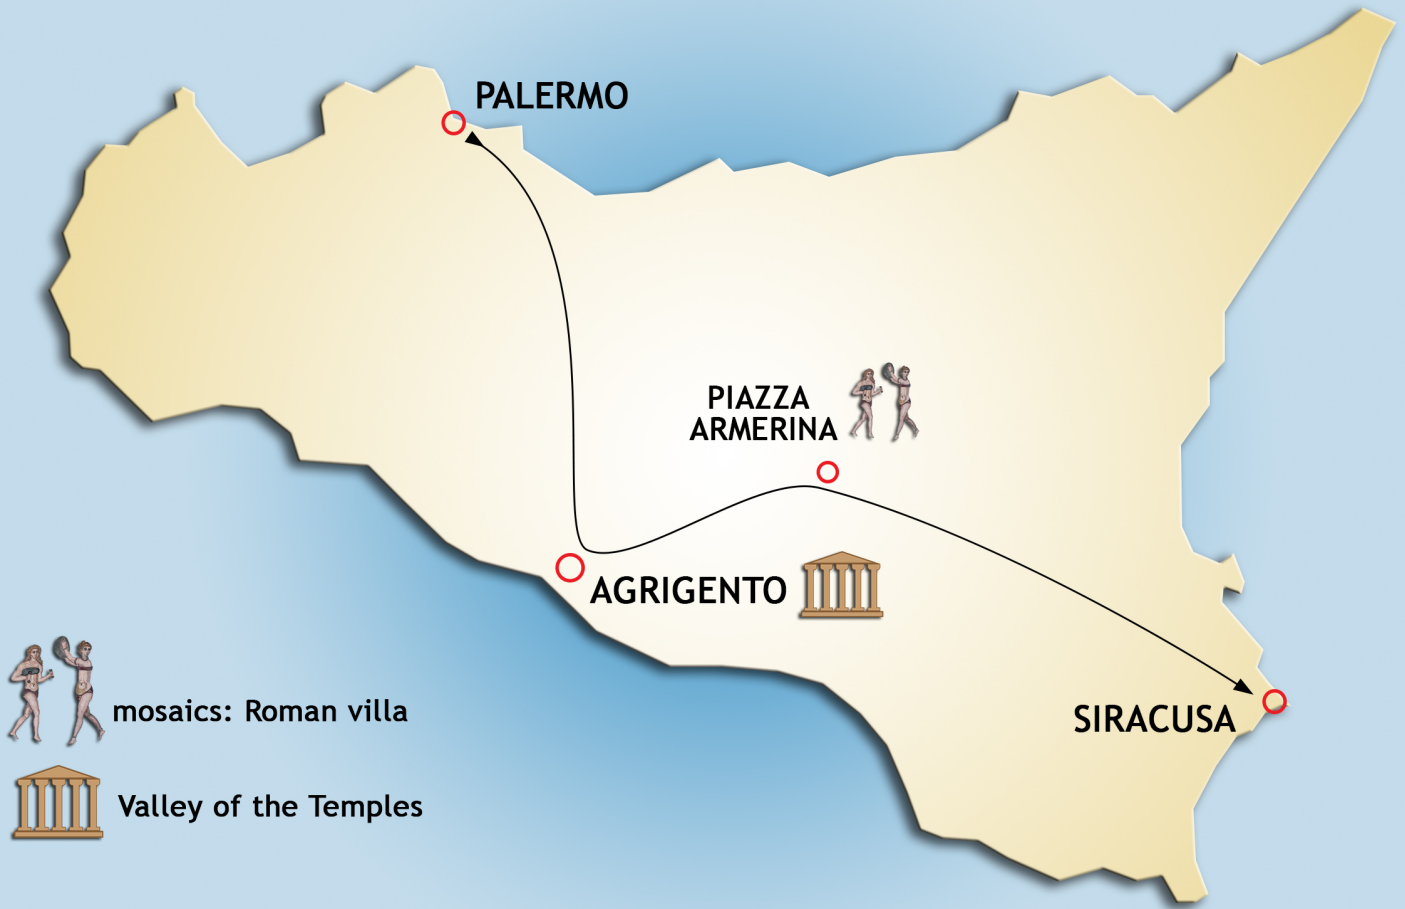 PALERMO
PIAZZA
ARMERINA
AGRIGENTO
SIRACUSA
mosaics: Roman villa
Valley of the Temples